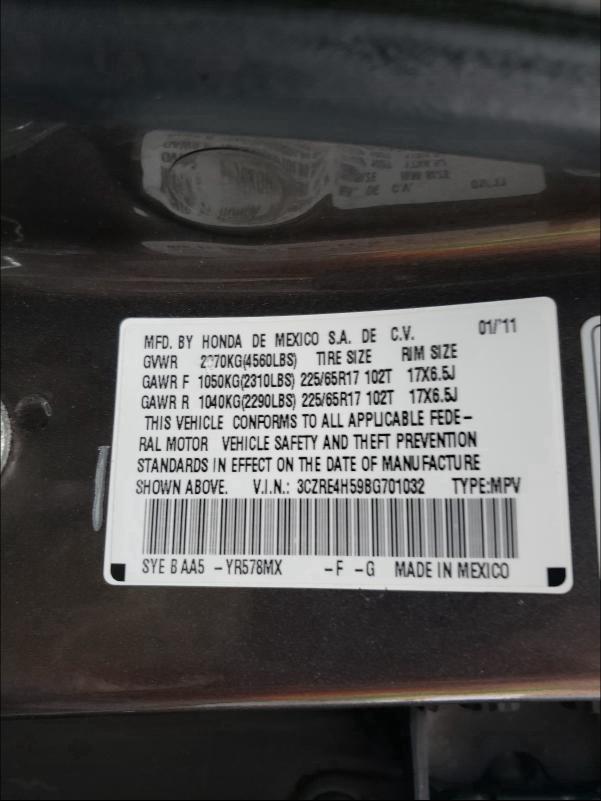 MFD. BY HONDA DE MEXICO S.A. DE C.V. 01/'11
GVWR (4560LBS) TIRE SIZE RIM SIZE
GAWR F 1050KG(2310LBS) 225/65R17 102T 17X6.5J
GAWR R 1040KG(2290LBS) 225/65R17 102T 17X6.5J
THIS VEHICLE CONFORMS TO ALL APPLICABLE FEDE-
RAL MOTOR VEHICLE SAFETY AND THEFT PREVENTION
STANDARDS IN EFFECT ON THE DATE OF MANUFACTURE
SHOWN ABOVE. V.I.N.: 3CZRE4H59BG701032 TYPE:MPV
SYE B AA5 -YR578MX -F -G MADE IN MEXICO